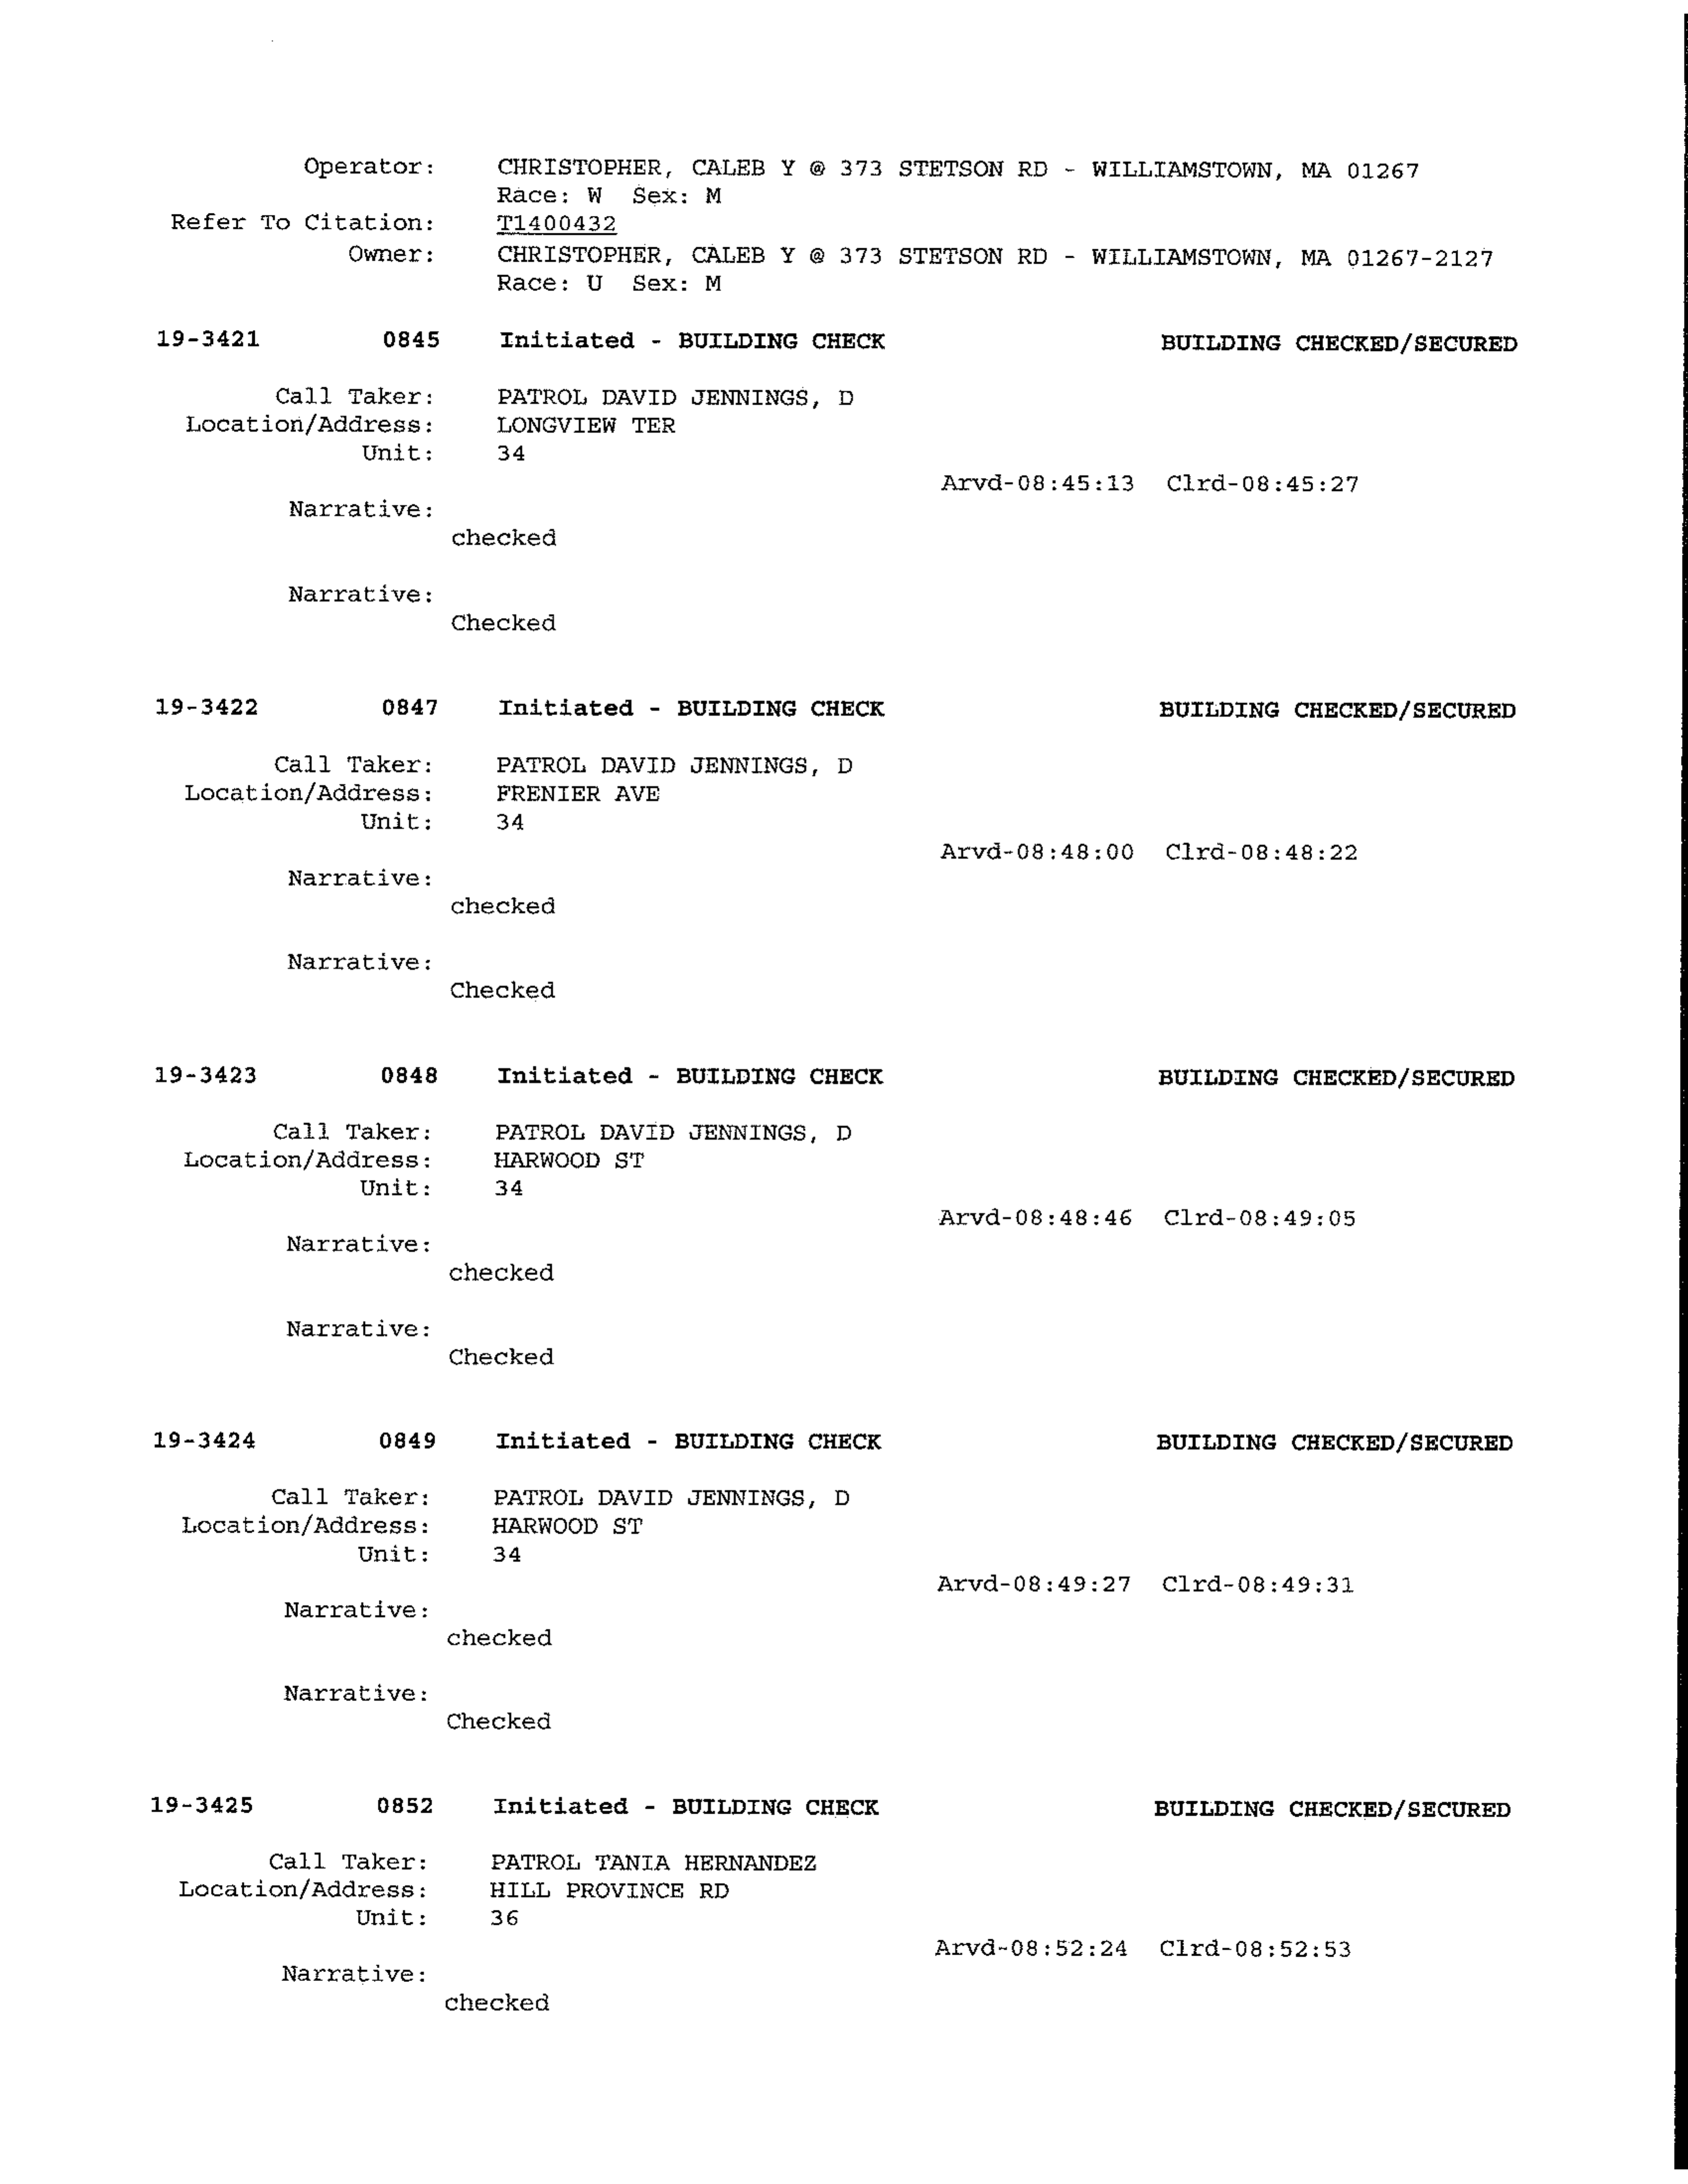 Operator: CHRISTOPHER, CALEB Y @ 373 STETSON RD - WILLIAMSTOWN, MA 01267
Race: W Sex: M
Refer To Citation: T1400432
Owner: CHRISTOPHER, CALEB Y @ 373 STETSON RD - WILLIAMSTOWN, MA 01267-2127
Race: U Sex: M
19-3421 0845 Initiated - BUILDING CHECK BUILDING CHECKED/SECURED
Call Taker: PATROL DAVID JENNINGS, D
Location/Address: LONGVIEW TER
Unit: 34
Arvd-08:45:13 Clrd-08:45:27
Narrative:
checked
Narrative:
Checked
19-3422 0847 Initiated - BUILDING CHECK BUILDING CHECKED/SECURED
Call Taker: PATROL DAVID JENNINGS, D
Location/Address: FRENIER AVE
Unit: 34
Arvd-08:48:00 Clrd-08:48:22
Narrative:
checked
Narrative:
Checked
19-3423 0848 Initiated - BUILDING CHECK BUILDING CHECKED/SECURED
Call Taker: PATROL DAVID JENNINGS, D
Location/Address: HARWOOD ST
Unit: 34
Arvd-08:48:46 Clrd-08:49:05
Narrative:
checked
Narrative:
Checked
19-3424 0849 Initiated - BUILDING CHECK BUILDING CHECKED/SECURED
Call Taker: PATROL DAVID JENNINGS, D
Location/Address: HARWOOD ST
Unit: 34
Arvd-08:49:27 Clrd-08:49:31
Narrative:
checked
Narrative:
Checked
19-3425 0852 Initiated - BUILDING CHECK BUILDING CHECKED/SECURED
Call Taker: PATROL TANIA HERNANDEZ
Location/Address: HILL PROVINCE RD
Unit: 36
Arvd-08:52:24 Clrd-08:52:53
Narrative:
checked